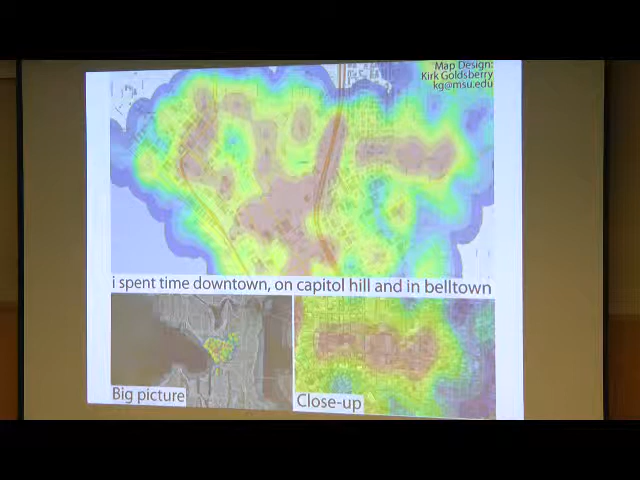 Map Design:
Kirk Goldsberry
kg@msu.edu
i spent time downtown, on capitol hill and in belltown
Big picture
Close-up